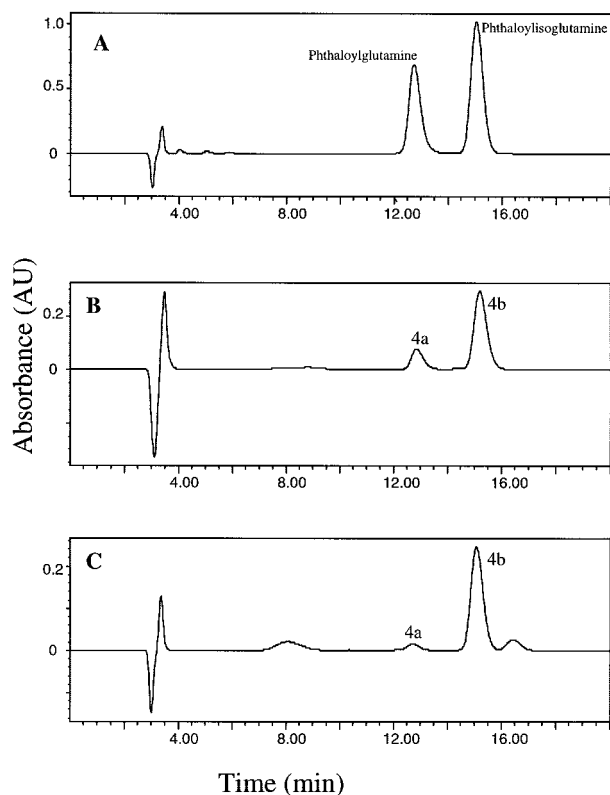 A
Phthaloylglutamine
Phthaloylisoglutamine
1.0
0.5
0
4.00 8.00 12.00 16.00
B
4a
4b
0.2
0
4.00 8.00 12.00 16.00
C
4a
4b
0.2
0
4.00 8.00 12.00 16.00
Absorbance (AU)
Time (min)